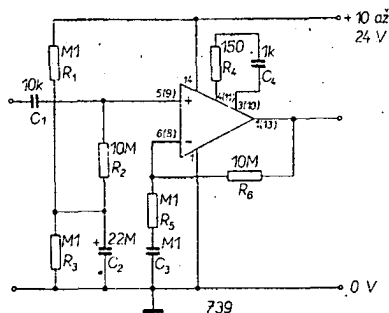 +10 až
24 V
M1
R1
10k
C1
150
R4
1k
C4
14
4(11)
3(10)
5(9)
+
1(13)
6(8)
-
7
10M
R2
10M
R6
M1
R5
M1
R3
+
22M
C2
M1
C3
0 V
739